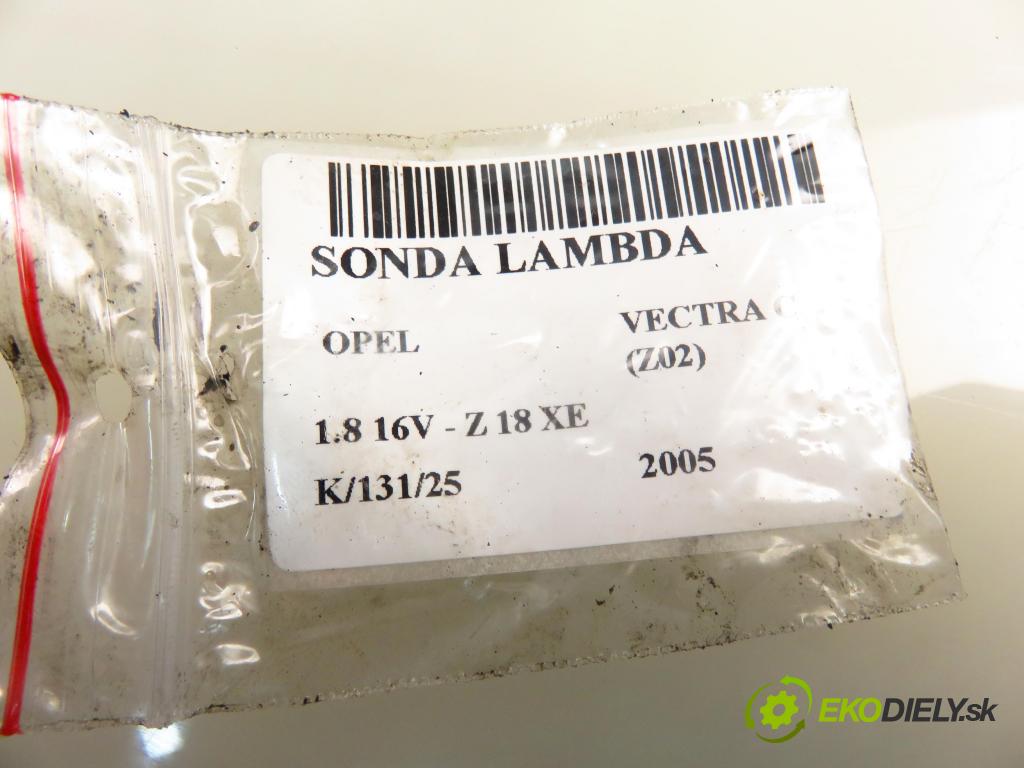 SONDA LAMBDA
OPEL
VECTRA C
(Z02)
1.8 16V - Z 18 XE
K/131/25
2005
EKODIELY.sk